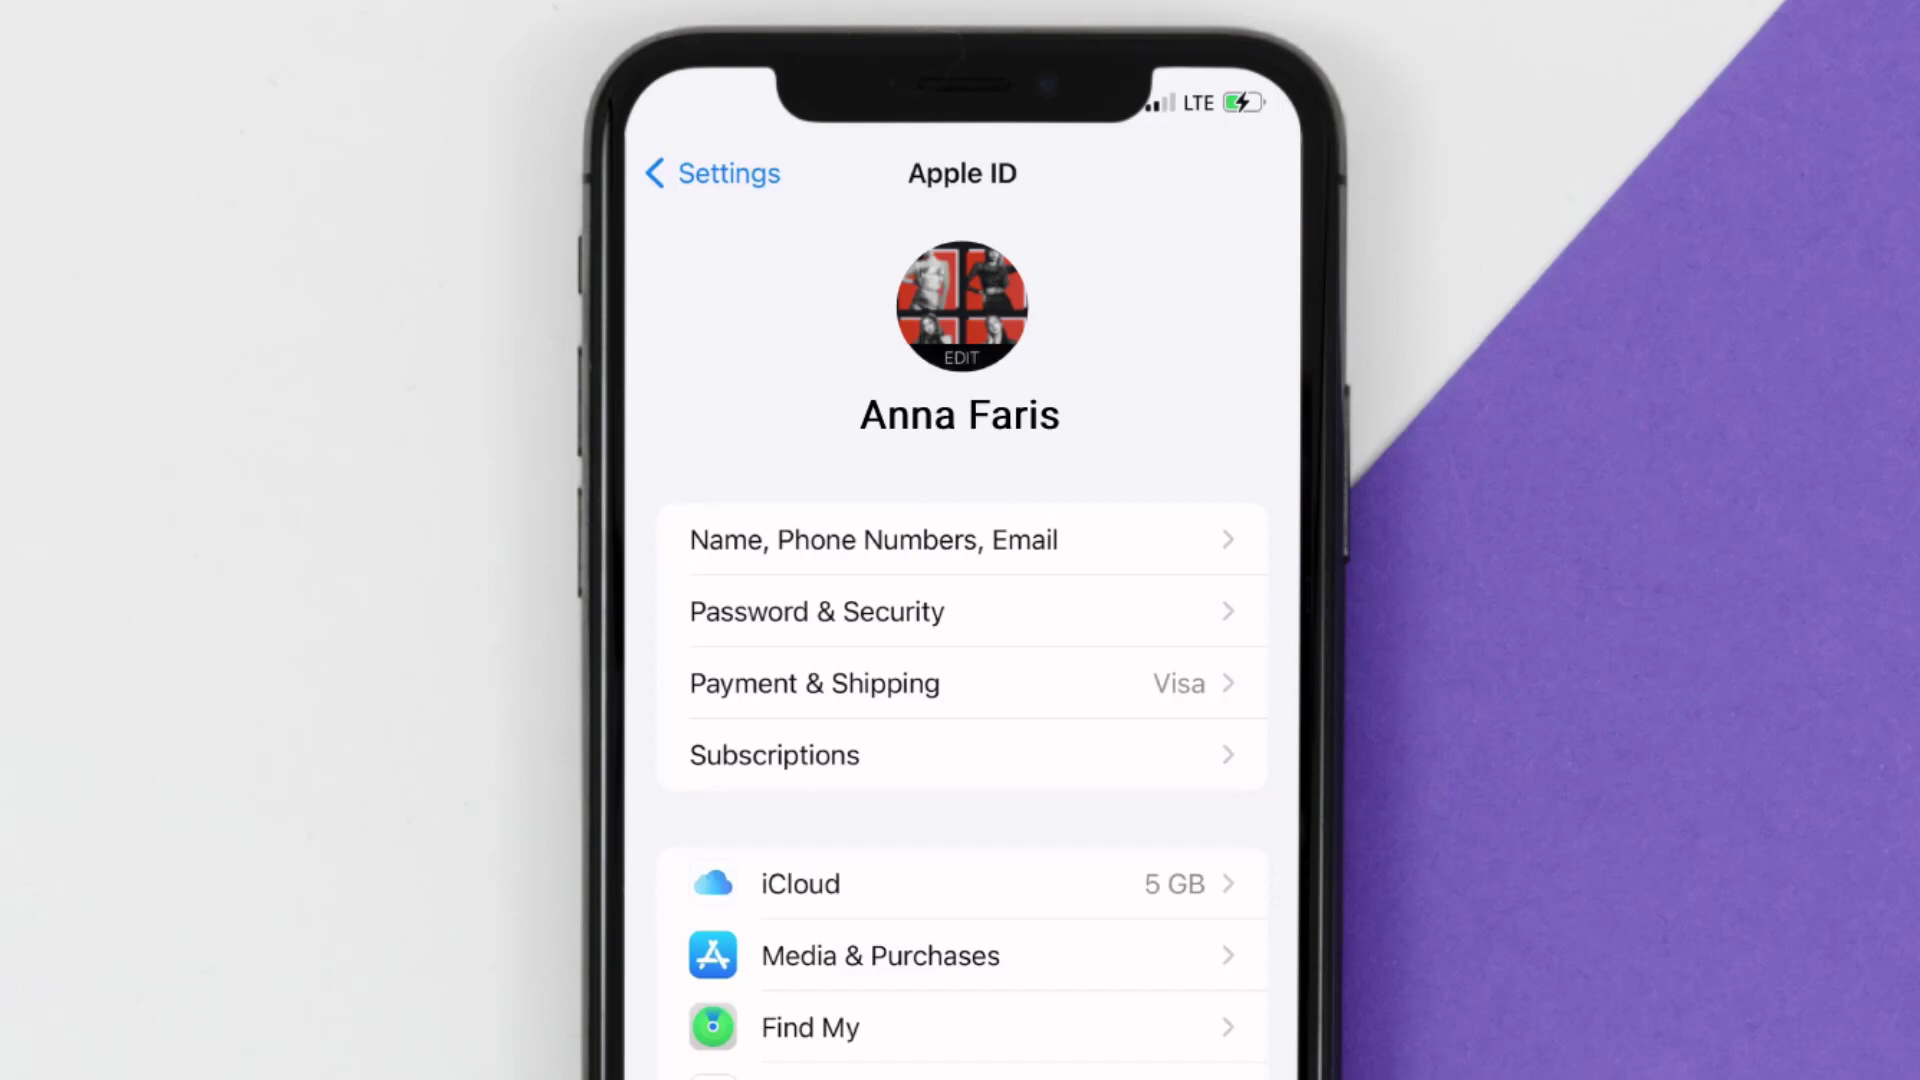 LTE
Settings
Apple ID
EDIT
Anna Faris
Name, Phone Numbers, Email
Password & Security
Payment & Shipping Visa
Subscriptions
iCloud 5 GB
Media & Purchases
Find My